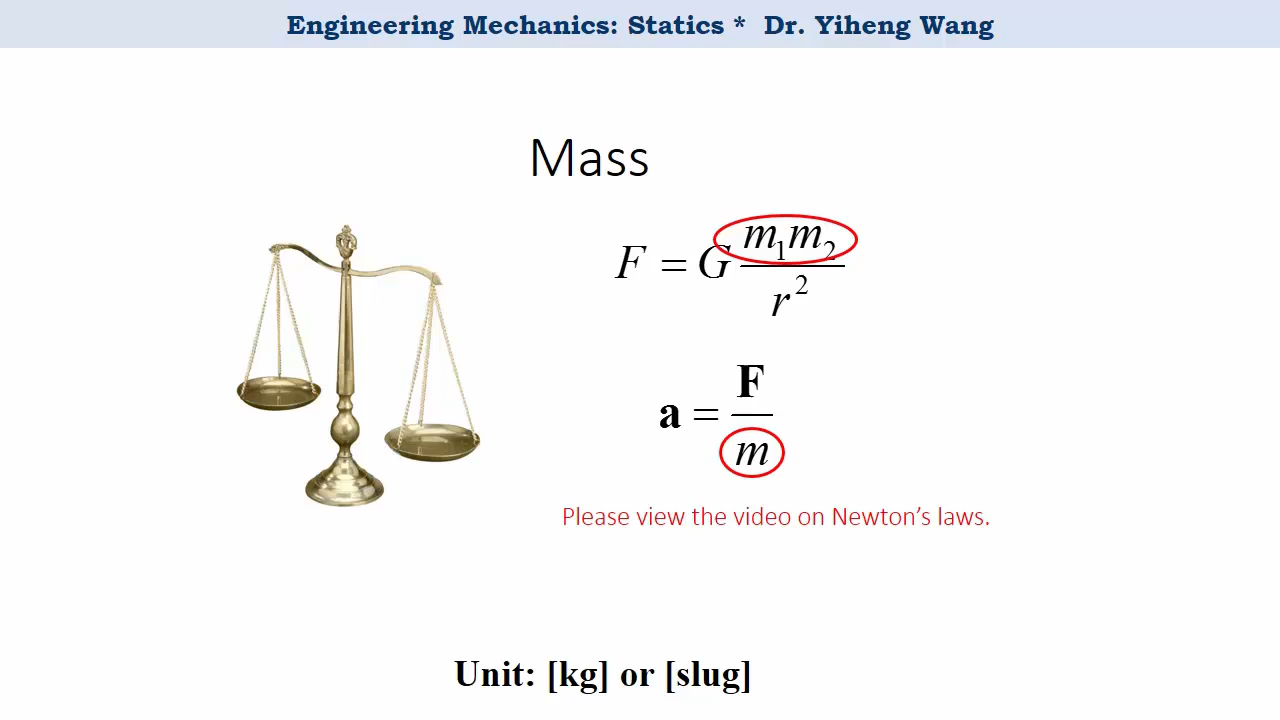 Engineering Mechanics: Statics * Dr. Yiheng Wang
Mass
F = G m₁m₂ / r²
a = F / m
Please view the video on Newton's laws.
Unit: [kg] or [slug]